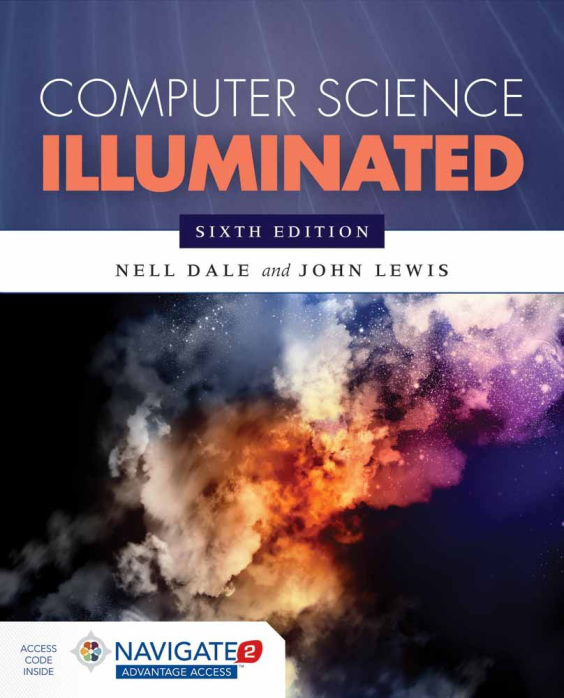 COMPUTER SCIENCE
ILLUMINATED
SIXTH EDITION
NELL DALE and JOHN LEWIS
ACCESS
CODE
INSIDE
NAVIGATE 2
ADVANTAGE ACCESS